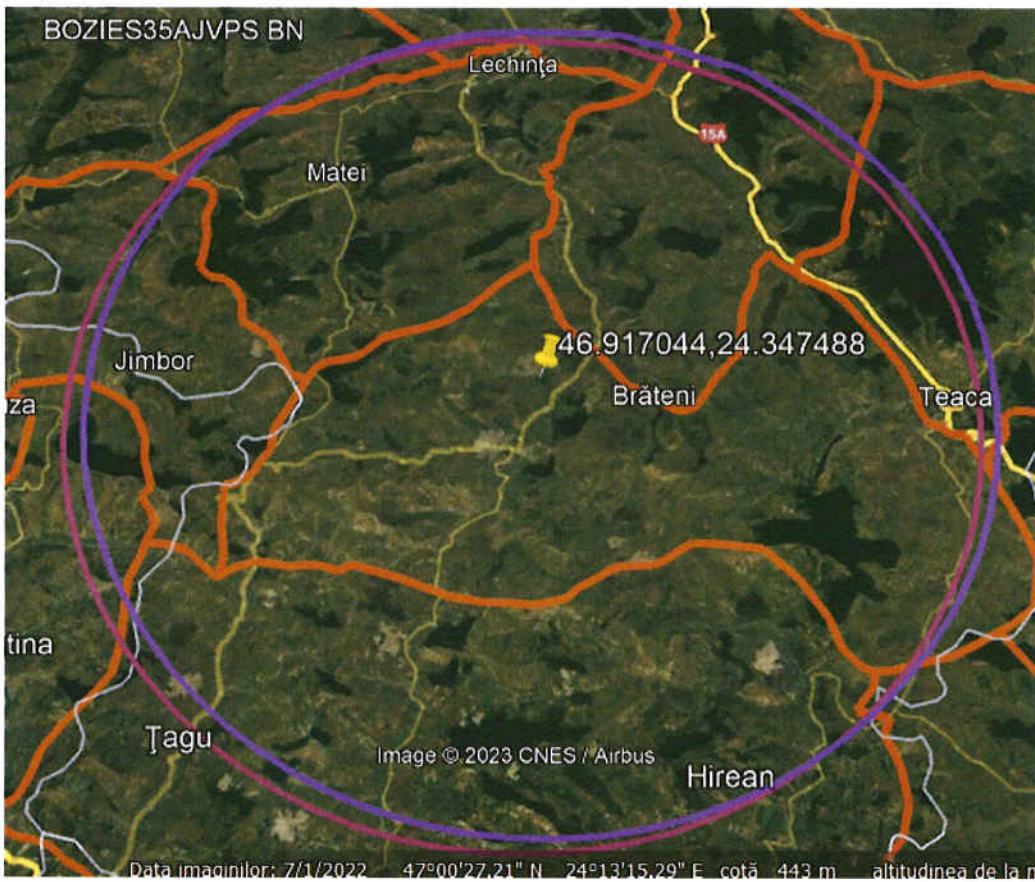 BOZIES35AJVPS BN
Lechința
15A
Matei
46.917044,24.347488
Jimbor
Brăteni
Teaca
ıza
tina
Țagu
Image © 2023 CNES / Airbus
Hirean
Data imaginilor: 7/1/2022 47°00'27.21" N 24°13'15.29" E cotă 443 m altitudinea de la